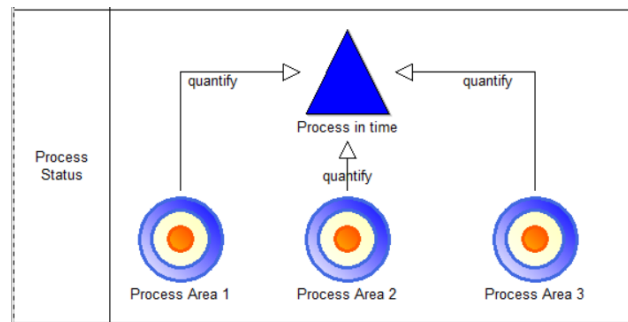 quantify
quantify
Process in time
Process
Status
quantify
Process Area 1
Process Area 2
Process Area 3